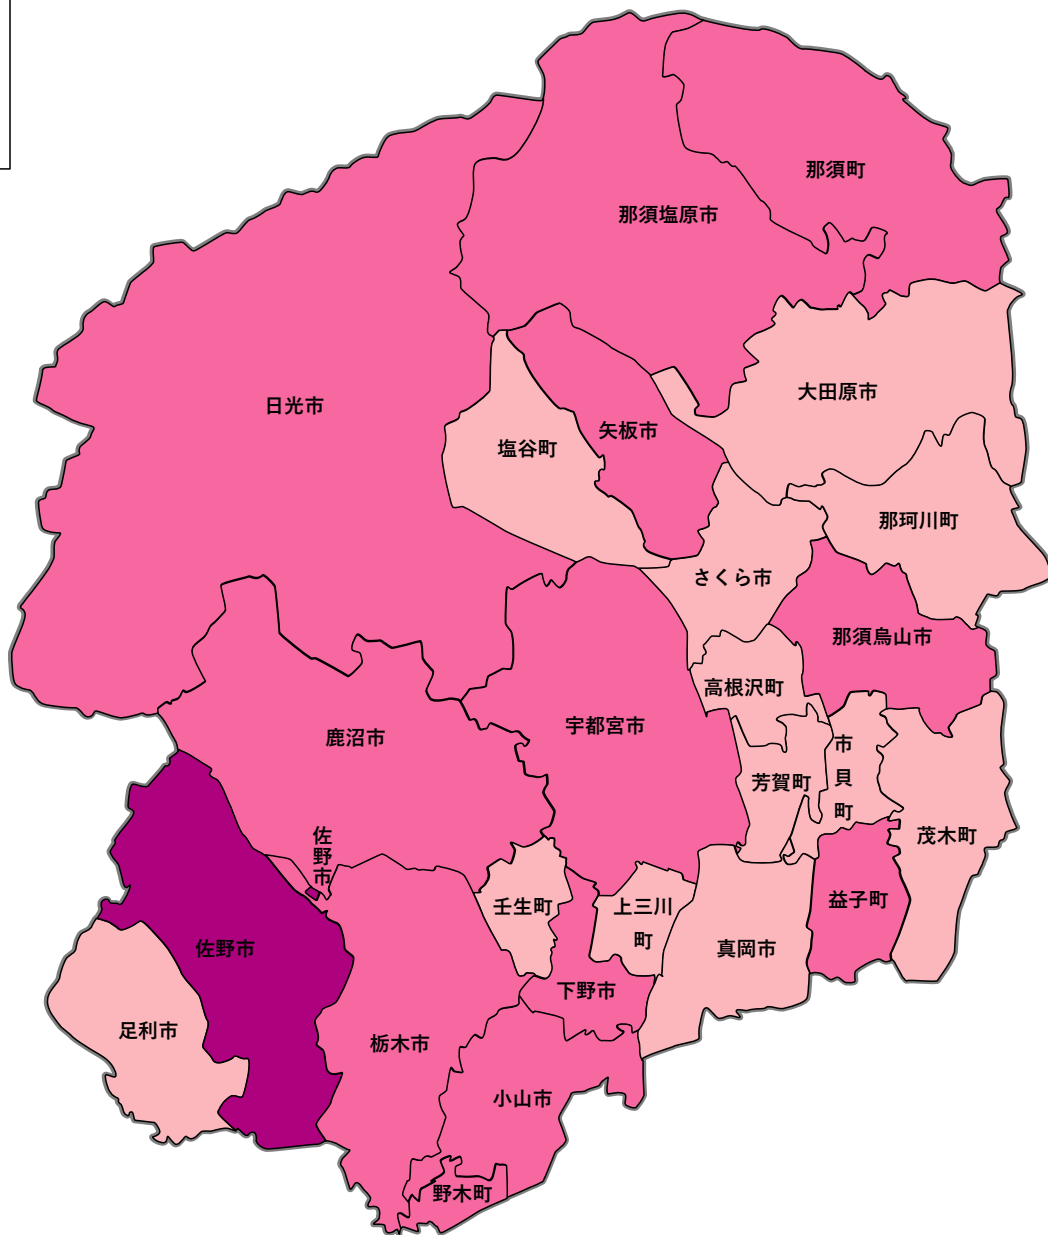 那須町
那須塩原市
大田原市
日光市
矢板市
塩谷町
那珂川町
さくら市
那須烏山市
高根沢町
宇都宮市
鹿沼市
市
貝
町
芳賀町
茂木町
佐
野
市
益子町
壬生町
上三川
町
佐野市
真岡市
下野市
足利市
栃木市
小山市
野木町